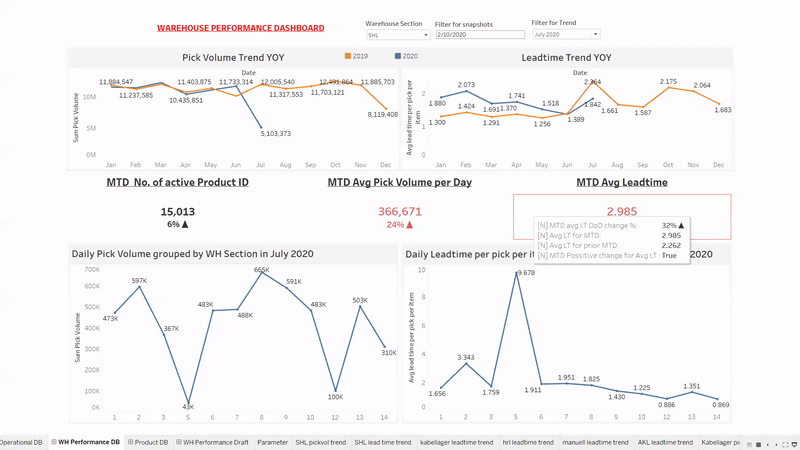 WAREHOUSE PERFORMANCE DASHBOARD
Warehouse Section
SHL
Filter for snapshots
2/10/2020
Filter for Trend
July 2020
Pick Volume Trend YOY
2019
2020
Leadtime Trend YOY
Date
11,884,547 11,403,875 11,733,314 12,005,540 12,491,864 11,885,703
11,237,585 10,435,851 11,317,553 11,703,121
5,103,373
8,119,408
Sum Pick Volume
10M
5M
0M
Jan Feb Mar Apr May Jun Jul Aug Sep Oct Nov Dec
Date
Avg lead time per pick per item
2
1
0
1.880 2.073 1.741 1.518 2.364 2.175 2.064
1.300 1.424 1.691 1.370 1.842 1.661 1.683
1.291 1.256 1.389 1.587
Jan Feb Mar Apr May Jun Jul Aug Sep Oct Nov Dec
MTD No. of active Product ID
MTD Avg Pick Volume per Day
MTD Avg Leadtime
15,013
6% ▲
366,671
24% ▲
2.985
[N] MTD avg LT DoD change %: 32% ▲
[N] Avg LT for MTD: 2.985
[N] Avg LT for prior MTD: 2.262
[N] MTD Possitive change for Avg LT True
Daily Pick Volume grouped by WH Section in July 2020
Sum Pick Volume
700K
600K
500K
400K
300K
200K
100K
0K
473K 597K 367K 43K 483K 488K 665K 591K 483K 100K 503K 310K
1 2 3 5 6 7 8 9 10 12 13 14
Daily Leadtime per pick per it
2020
Avg lead time per pick per item
10
8
6
4
2
0
1.656 3.343 1.759 9.678 1.911 1.951 1.825 1.430 1.225 0.886 1.351 0.869
1 2 3 5 6 7 8 9 10 12 13 14
Operational DB
WH Performance DB
Product DB
WH Performance Draft
Parameter
SHL pickvol trend
SHL lead time trend
kabellager leadtime trend
hrl leadtime trend
manuell leadtime trend
AKL leadtime trend
Kabellager pi